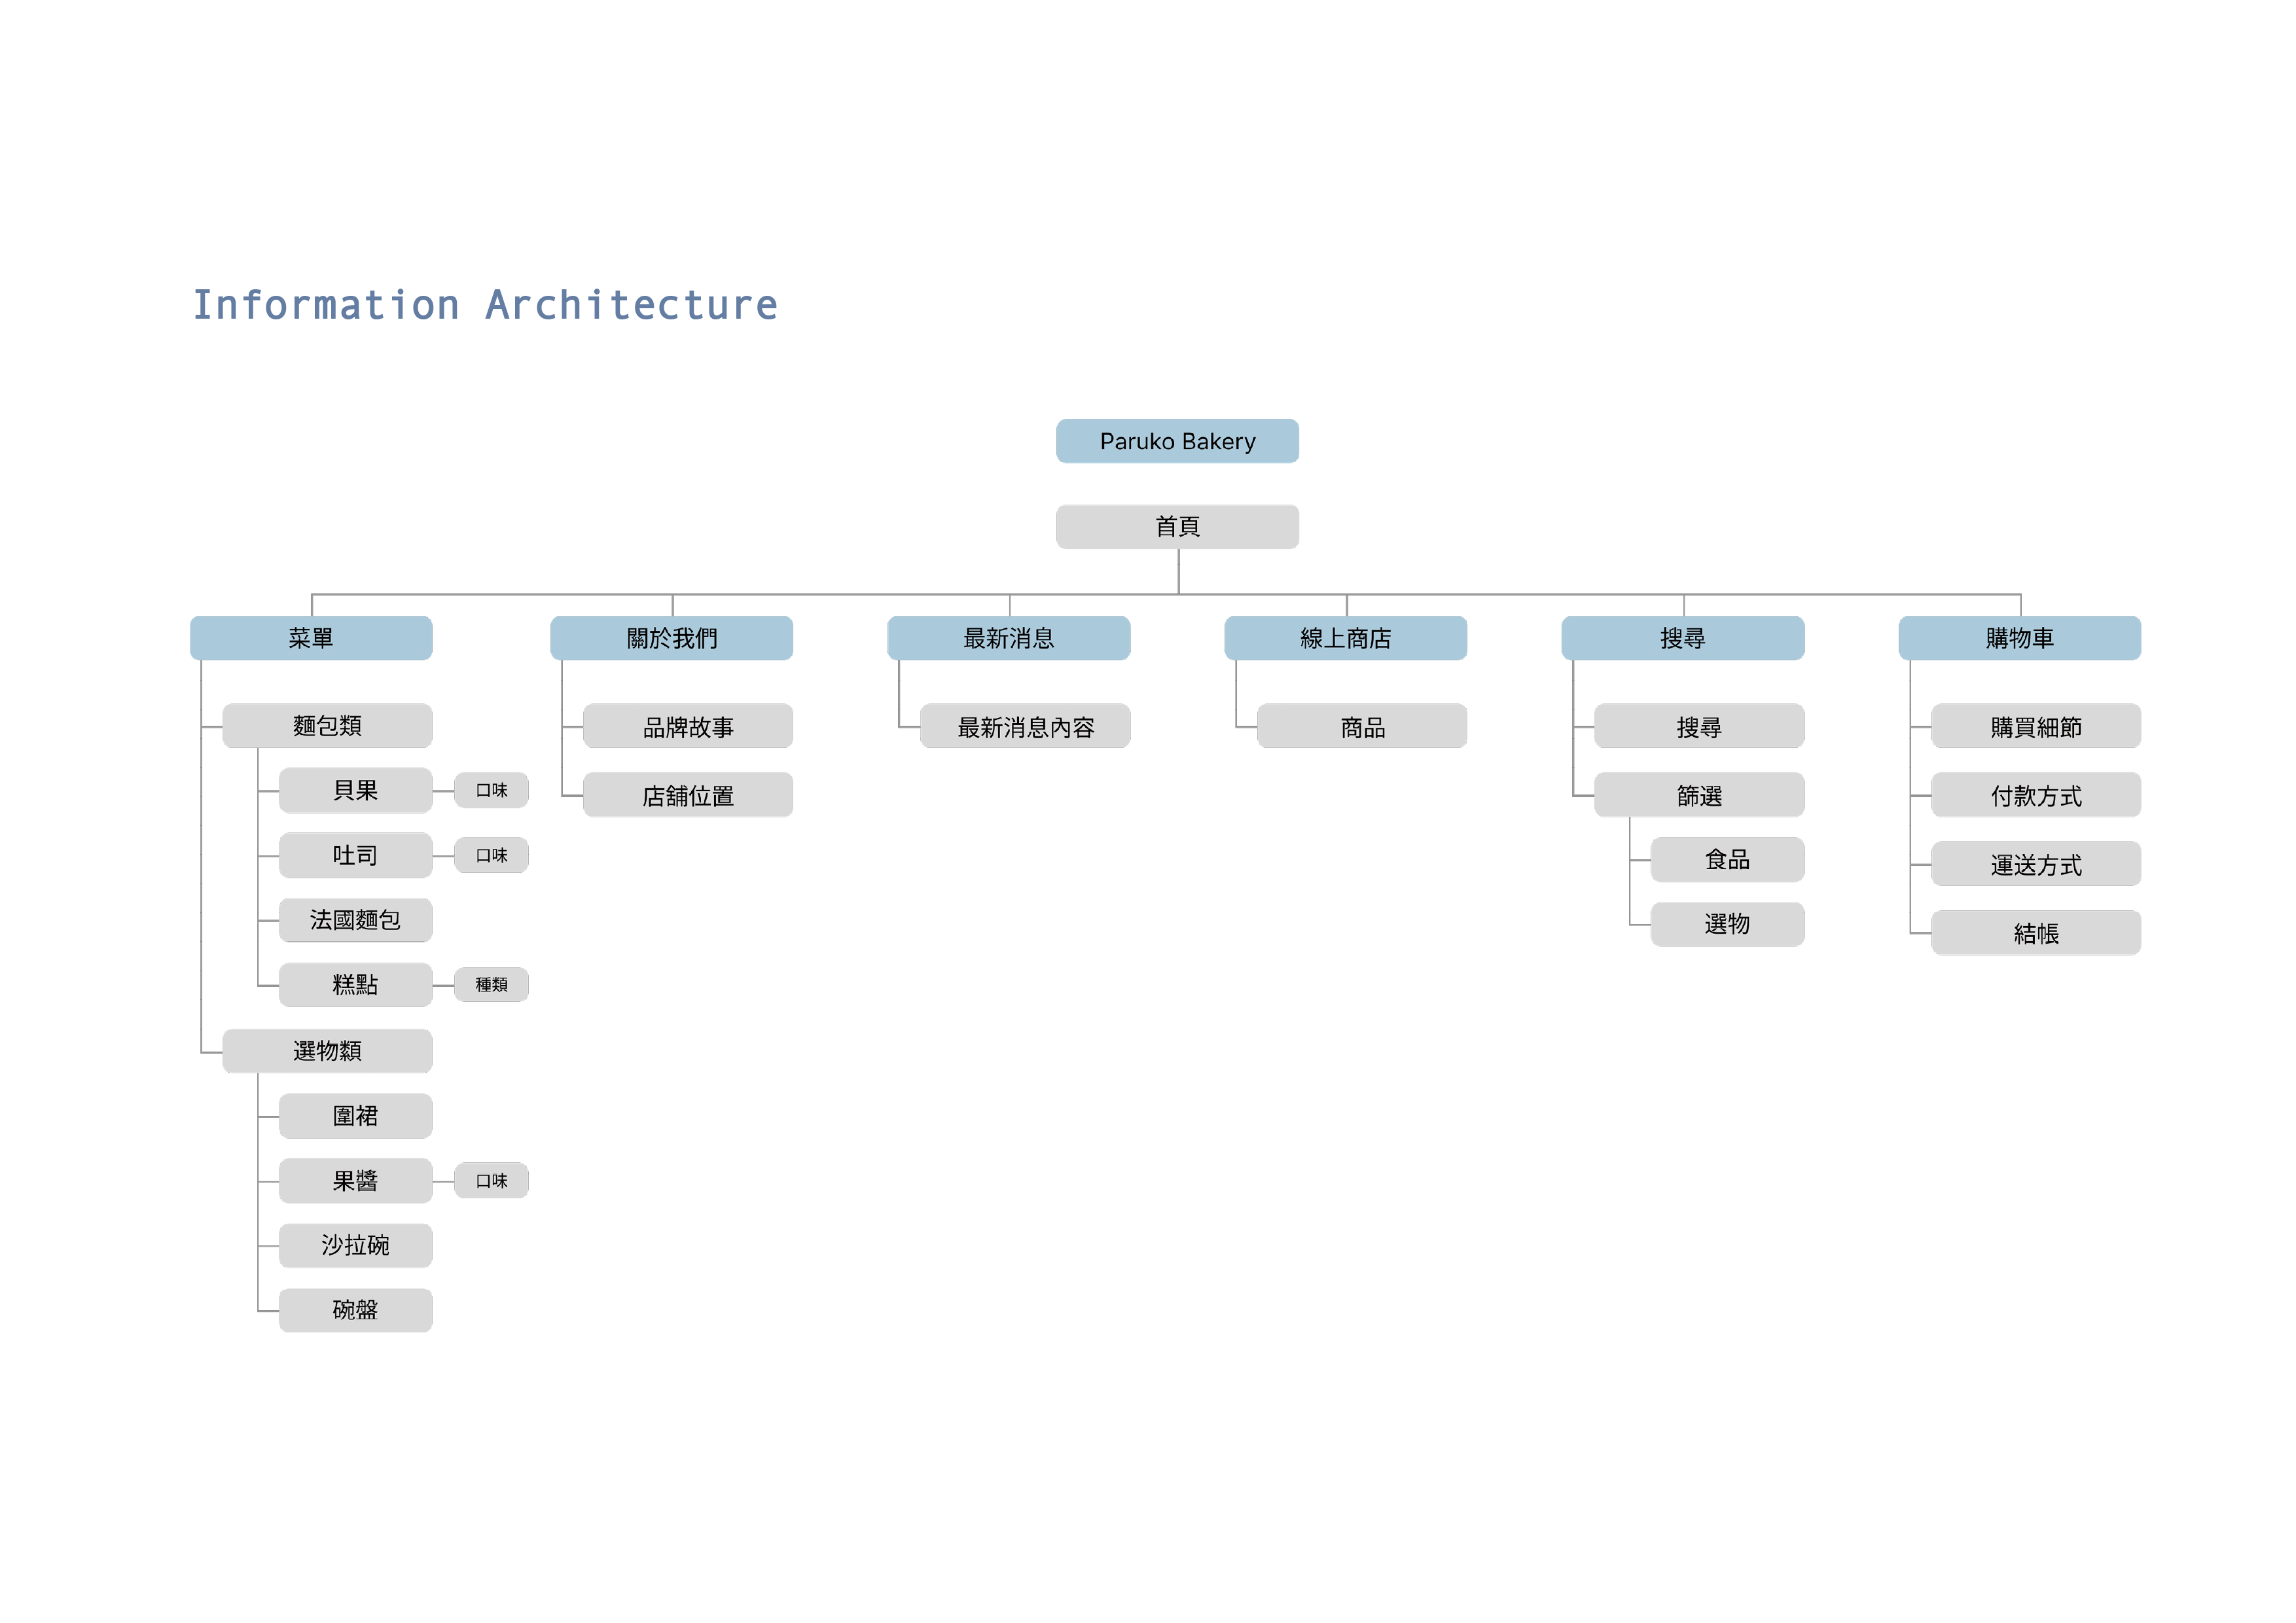 Information Architecture
Paruko Bakery
首頁
菜單
麵包類
貝果
口味
吐司
口味
法國麵包
糕點
種類
選物類
圍裙
果醬
口味
沙拉碗
碗盤
關於我們
品牌故事
店舖位置
最新消息
最新消息內容
線上商店
商品
搜尋
搜尋
篩選
食品
選物
購物車
購買細節
付款方式
運送方式
結帳